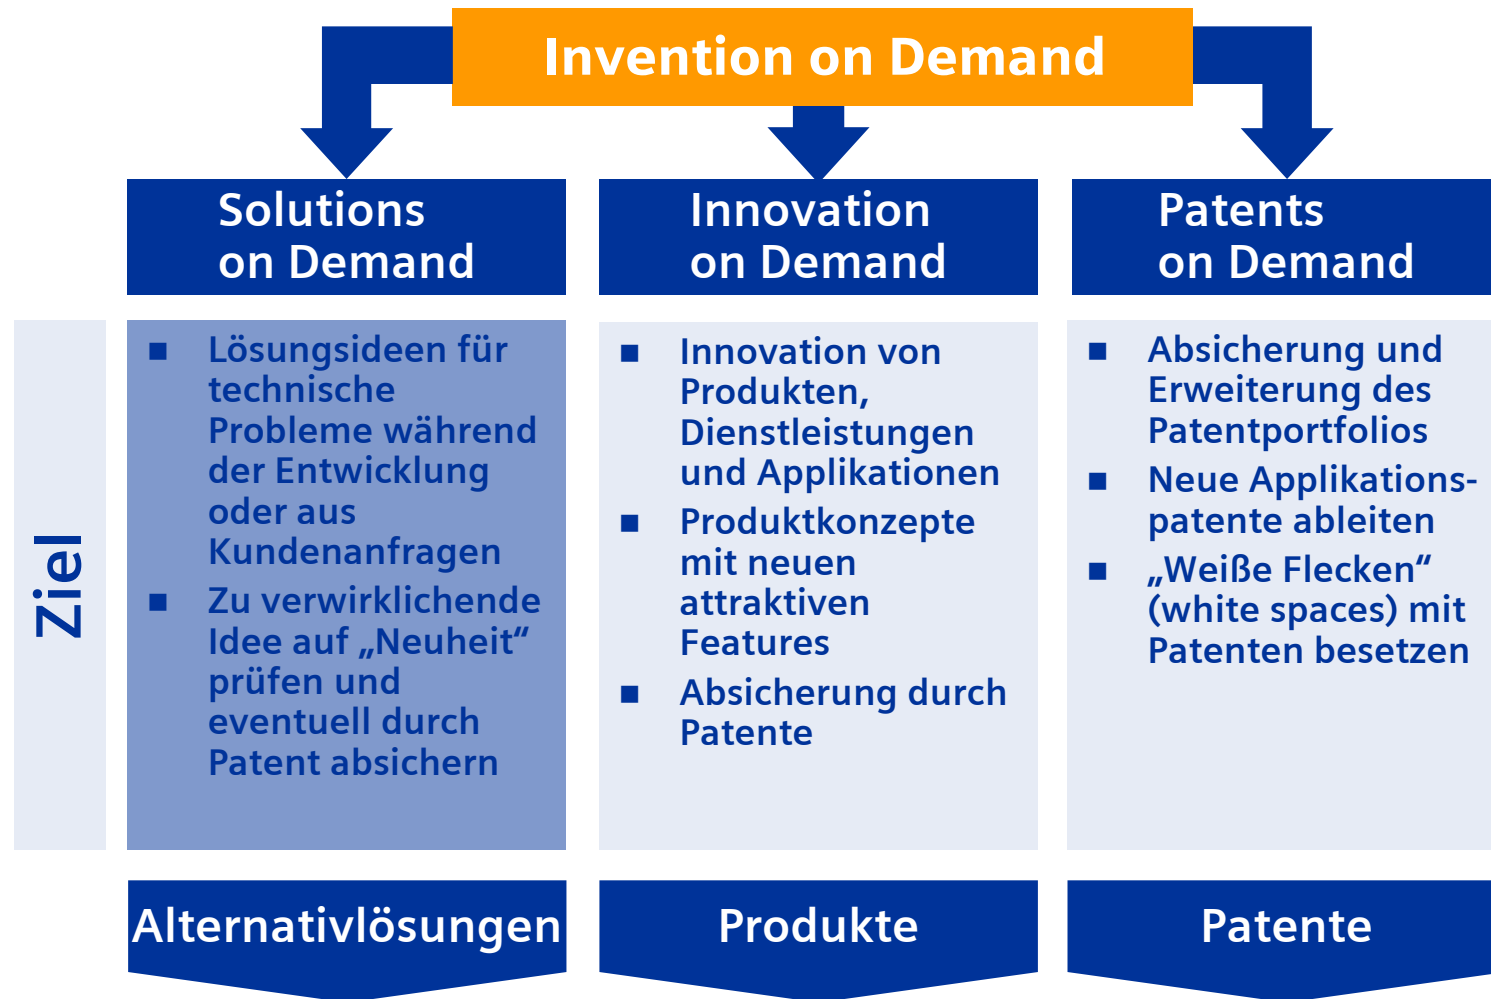 Invention on Demand
Solutions
on Demand
Innovation
on Demand
Patents
on Demand
Ziel
■ Lösungsideen für
technische
Probleme während
der Entwicklung
oder aus
Kundenanfragen
■ Zu verwirklichende
Idee auf „Neuheit“
prüfen und
eventuell durch
Patent absichern
■ Innovation von
Produkten,
Dienstleistungen
und Applikationen
■ Produktkonzepte
mit neuen
attraktiven
Features
■ Absicherung durch
Patente
■ Absicherung und
Erweiterung des
Patentportfolios
■ Neue Applikations-
patente ableiten
■ „Weiße Flecken“
(white spaces) mit
Patenten besetzen
Alternativlösungen
Produkte
Patente